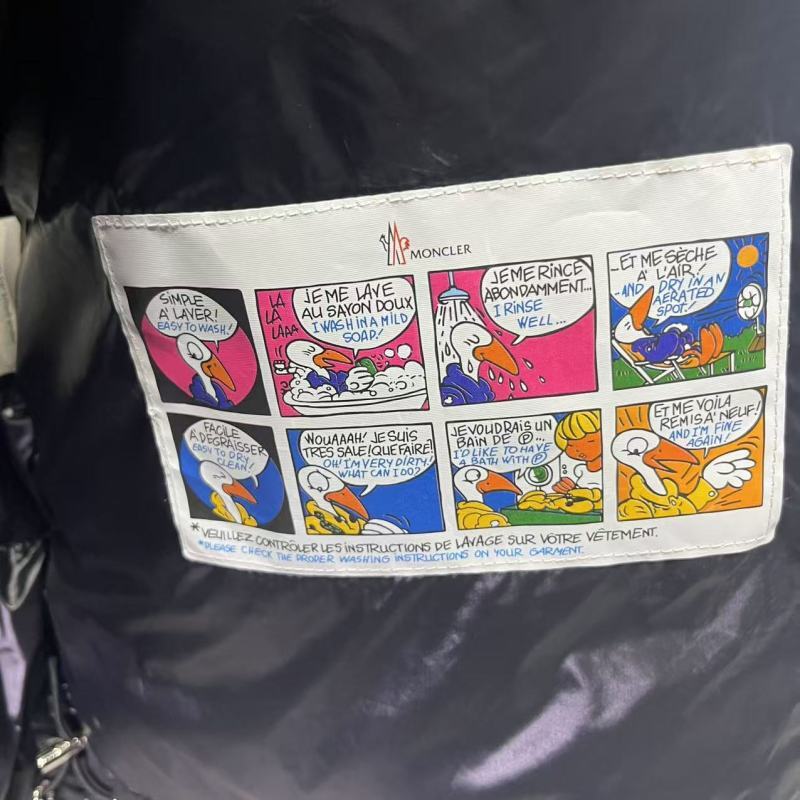 MONCLER
SIMPLE
A' LAVER!
EASY TO WASH!
LA
LA
LAAA
JE ME LAVE
AU SAVON DOUX
I WASH IN A MILD
SOAP!
JE ME RINCE
ABONDAMMENT...
I RINSE
WELL...
...ET ME SÈCHE
A' L'AIR!
-AND DRY IN AN
AERATED
SPOT!
FACILE
A' DEGRAISSER
EASY TO DRY
CLEAN!
NOUAAAH! JE SUIS
TRES SALE! QUE FAIRE!
OH! I'M VERY DIRTY!
WHAT CAN I DO?
JE VOUDRAIS UN
BAIN DE Ⓟ...
I'D LIKE TO HAVE
A BATH WITH Ⓟ
ET ME VOILA
REMIS A' NEUF!
AND I'M FINE
AGAIN!
*VEUILLEZ CONTRÔLER LES INSTRUCTIONS DE LAVAGE SUR VÔTRE VÊTEMENT.
*PLEASE CHECK THE PROPER WASHING INSTRUCTIONS ON YOUR GARMENT.